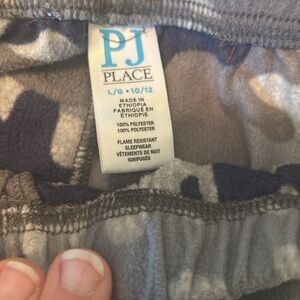 PJ
PLACE
L/G • 10/12
MADE IN
ETHIOPIA
FABRIQUÉ EN
ÉTHIOPIE
100% POLYESTER
100% POLYESTER
FLAME RESISTANT
SLEEPWEAR
VÊTEMENTS DE NUIT
IGNIFUGÉS